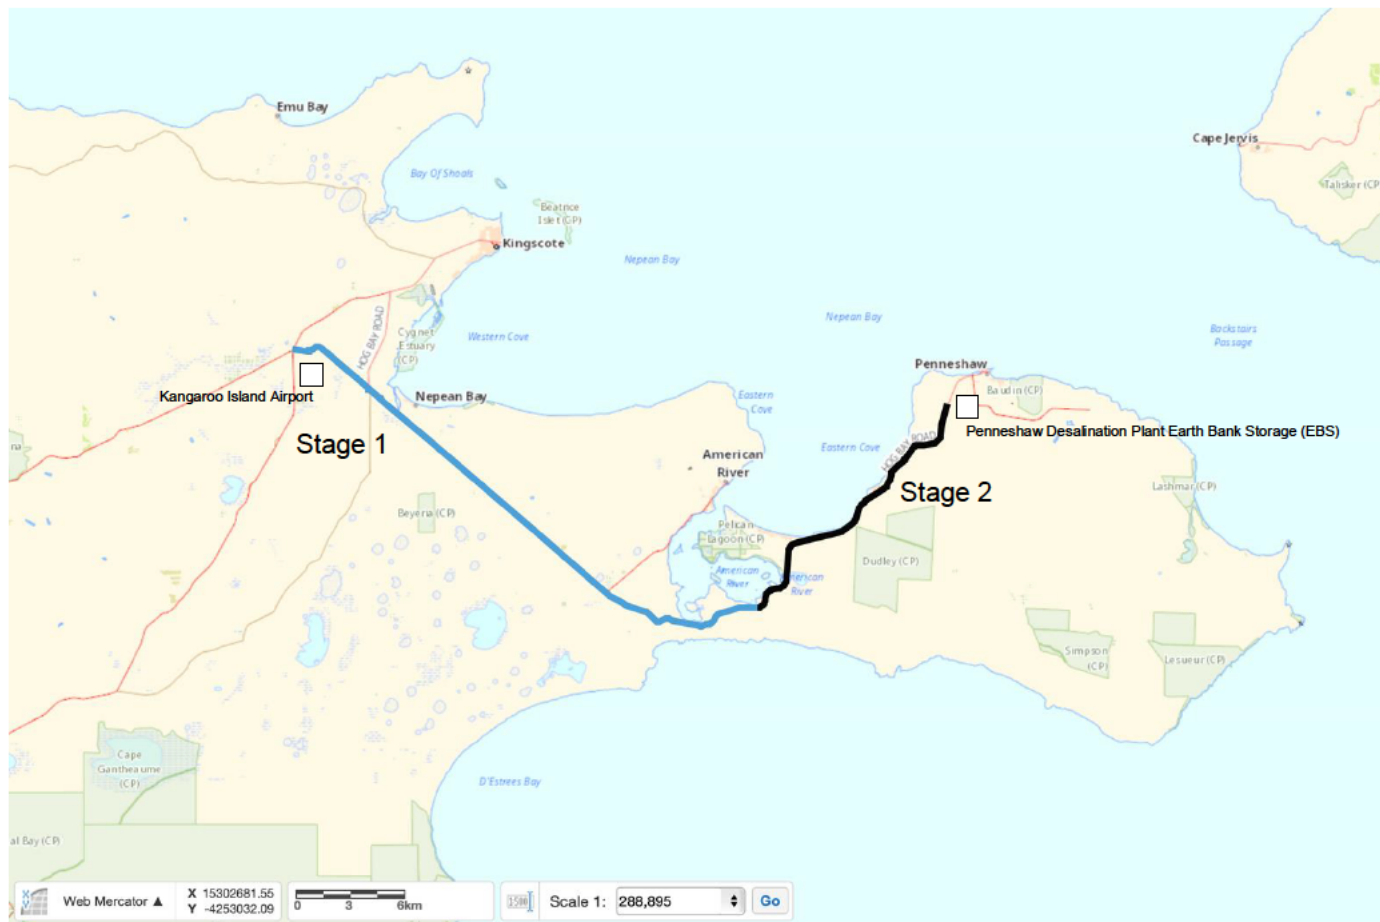 Emu Bay
Cape Jervis
Bay Of Shoals
Talisker (CP
Beatrice
Islet (CP)
Kingscote
Nepean Bay
Nepean Bay
HOG BAY ROAD
Cygnet
Estuary
(CP)
Western Cove
Backstairs
Passage
Penneshaw
Kangaroo Island Airport
Nepean Bay
Eastern
Cove
Baudin (CP)
Stage 1
HOG BAY ROAD
Penneshaw Desalination Plant Earth Bank Storage (EBS)
Eastern Cove
American
River
Stage 2
Lashmar (CP)
na
Beyeria (CP)
Pelican
Lagoon (CP)
American
River
American
River
Dudley (CP)
Simpson
(CP)
Lesueur (CP)
Cape
Gantheaume
(CP)
D'Estrees Bay
al Bay (CP)
Web Mercator ▲
X 15302681.55
Y -4253032.09
0 3 6km
1500
Scale 1: 288,895
Go